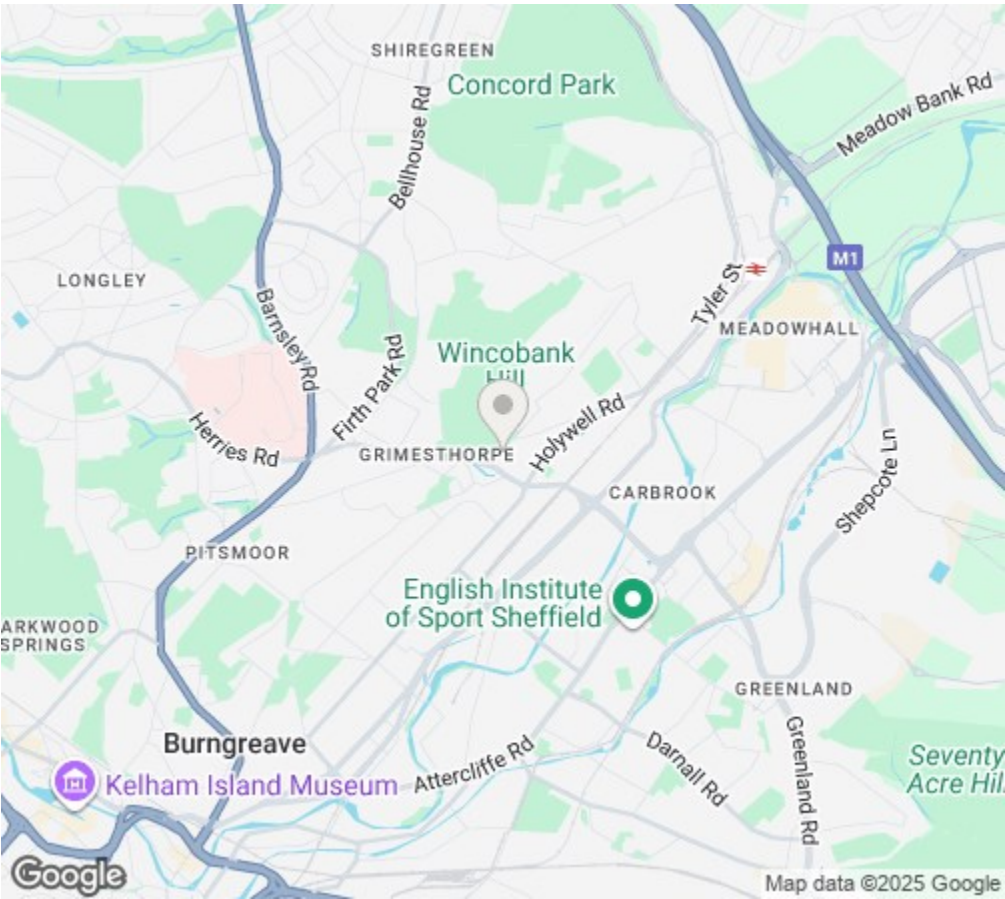 SHIREGREEN
Concord Park
Meadow Bank Rd
Bellhouse Rd
M1
LONGLEY
Tyler St
MEADOWHALL
Barnsley Rd
Wincobank
Hill
Firth Park Rd
Holywell Rd
Herries Rd
GRIMESTHORPE
CARBROOK
Shepcote Ln
PITSMOOR
English Institute
of Sport Sheffield
ARKWOOD
SPRINGS
GREENLAND
Burngreave
Attercliffe Rd
Darnall Rd
Greenland Rd
Seventy
Acre Hil
Kelham Island Museum
Google
Map data ©2025 Google